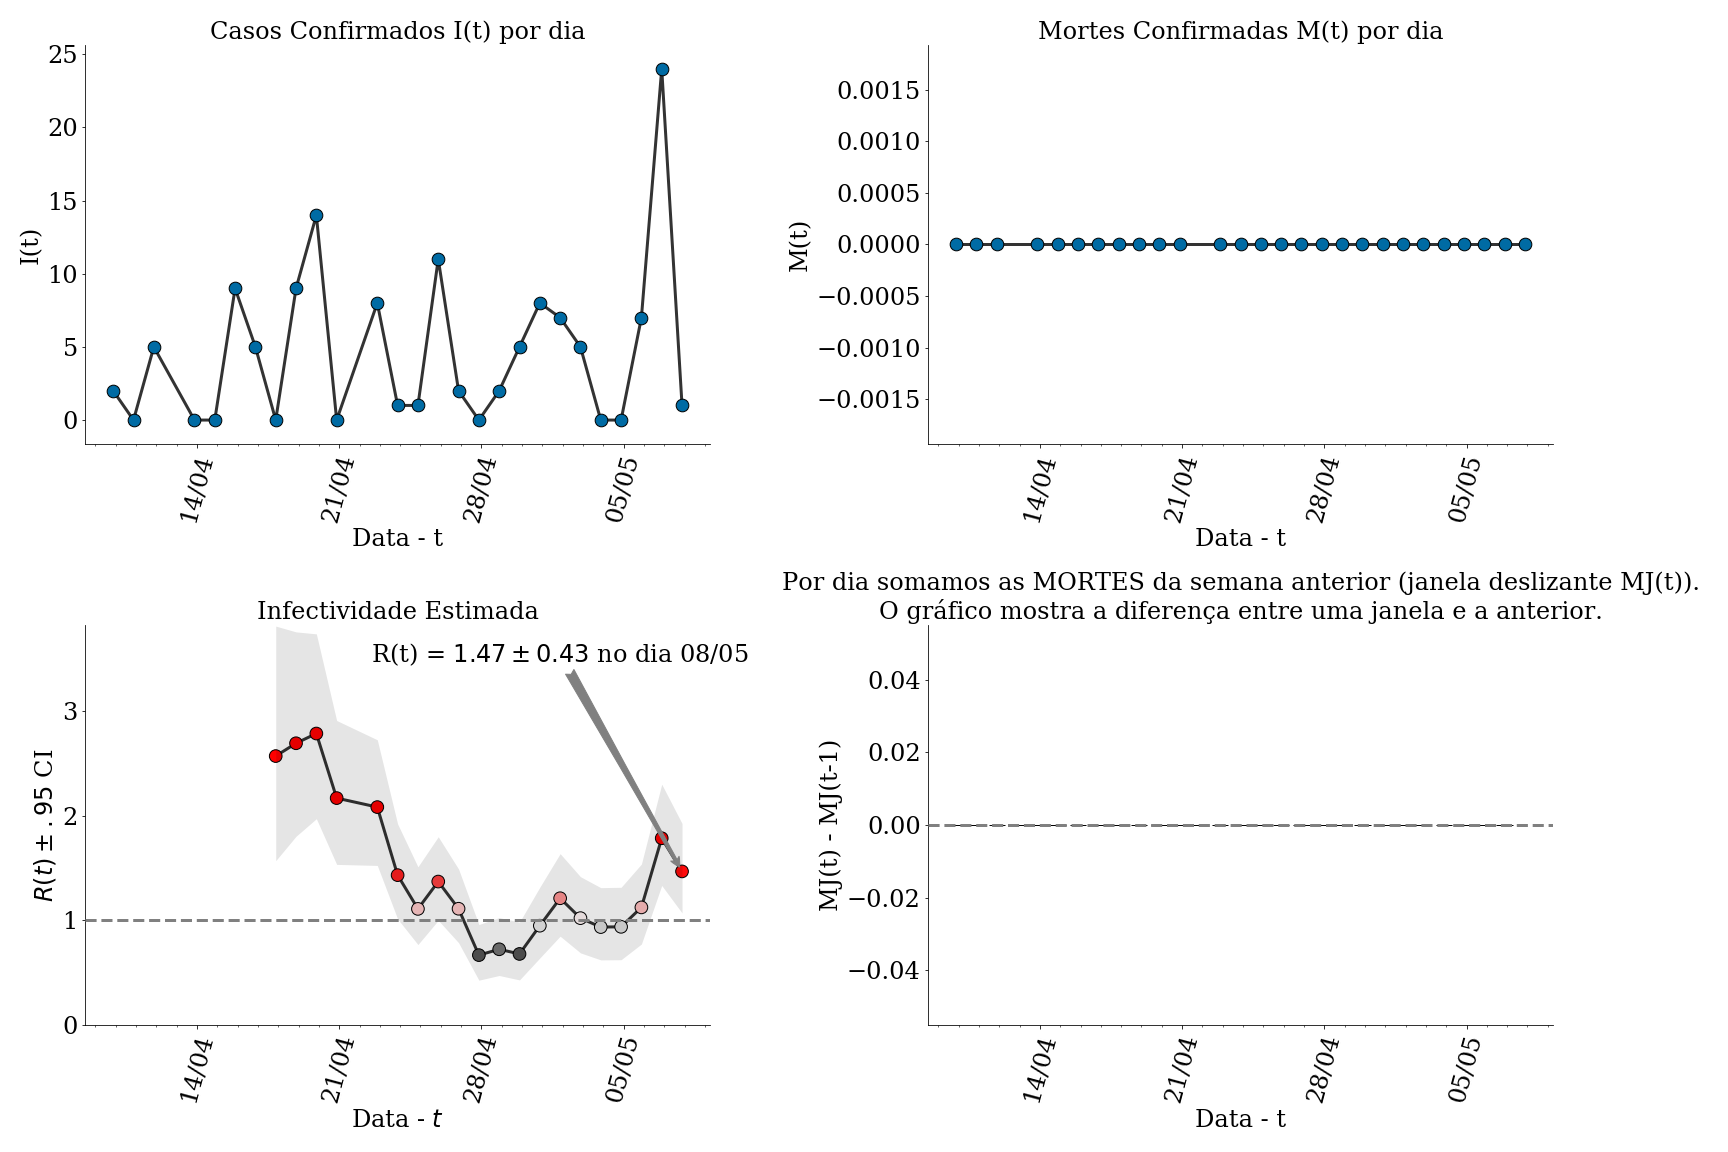 Casos Confirmados I(t) por dia
25
20
15
10
5
0
I(t)
14/04
21/04
28/04
05/05
Data - t
Mortes Confirmadas M(t) por dia
0.0015
0.0010
0.0005
0.0000
−0.0005
−0.0010
−0.0015
M(t)
14/04
21/04
28/04
05/05
Data - t
Infectividade Estimada
R(t) = 1.47 ± 0.43 no dia 08/05
3
2
1
0
R(t) ± .95 CI
14/04
21/04
28/04
05/05
Data - t
Por dia somamos as MORTES da semana anterior (janela deslizante MJ(t)).
O gráfico mostra a diferença entre uma janela e a anterior.
0.04
0.02
0.00
−0.02
−0.04
MJ(t) - MJ(t-1)
14/04
21/04
28/04
05/05
Data - t